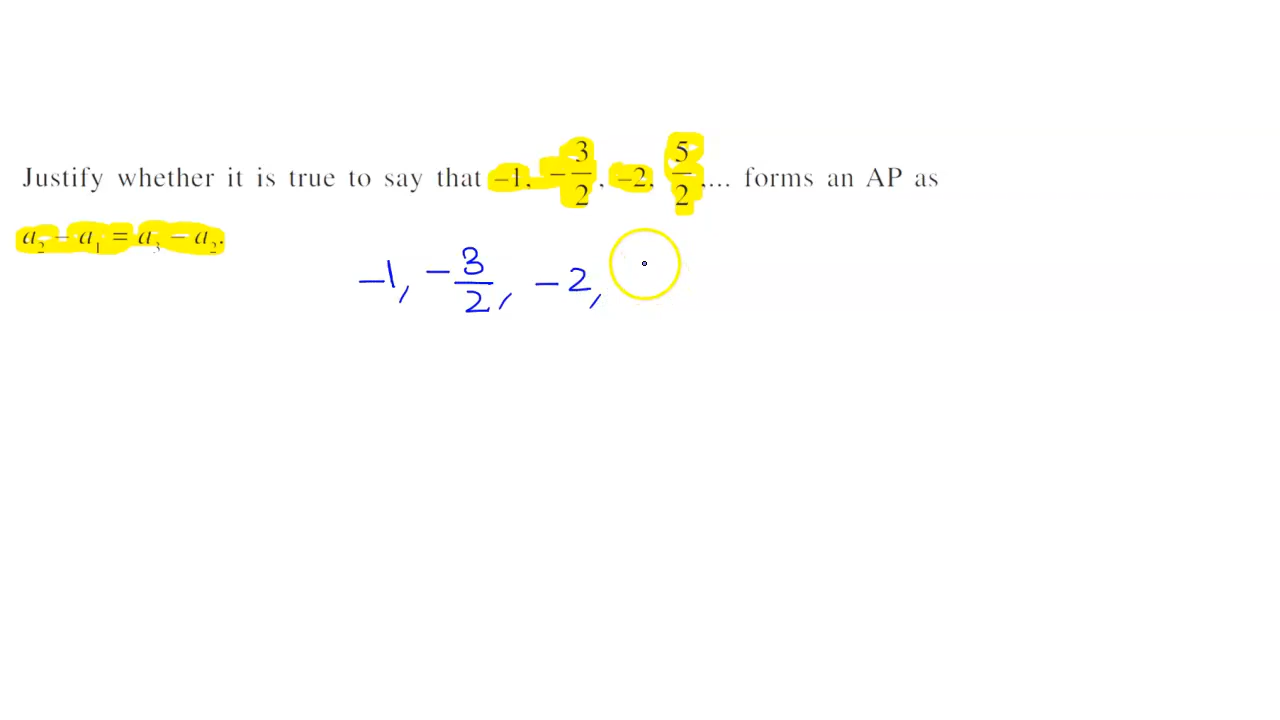 Justify whether it is true to say that –1, –3/2, –2, 5/2,... forms an AP as
a₂ – a₁ = a₃ – a₂.
-1, -3/2, -2,